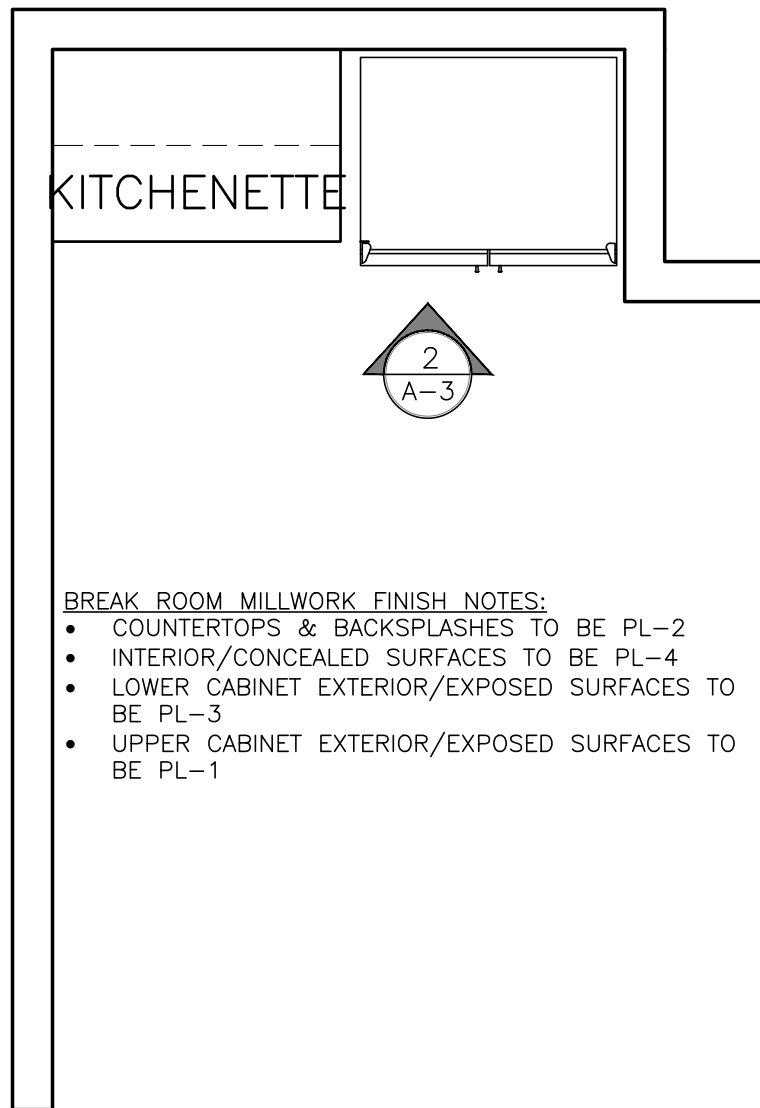 KITCHENETTE
2
A-3
BREAK ROOM MILLWORK FINISH NOTES:
• COUNTERTOPS & BACKSPLASHES TO BE PL-2
• INTERIOR/CONCEALED SURFACES TO BE PL-4
• LOWER CABINET EXTERIOR/EXPOSED SURFACES TO
BE PL-3
• UPPER CABINET EXTERIOR/EXPOSED SURFACES TO
BE PL-1